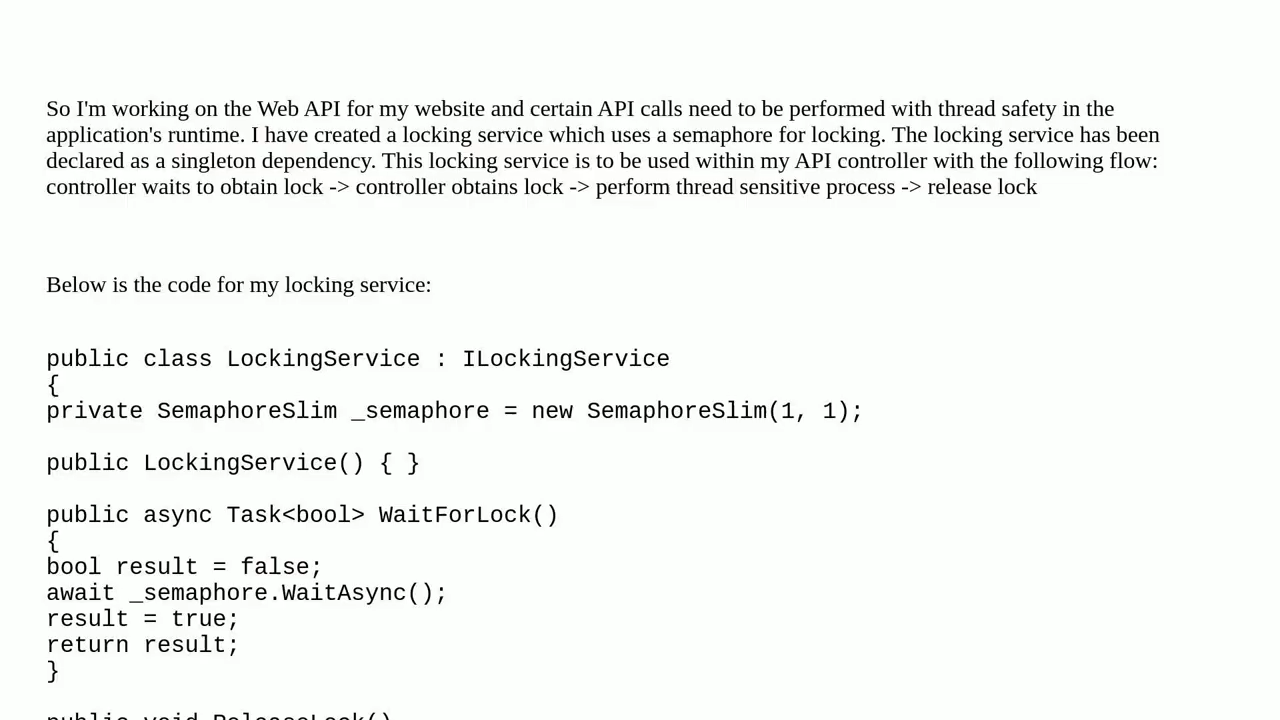 So I'm working on the Web API for my website and certain API calls need to be performed with thread safety in the
application's runtime. I have created a locking service which uses a semaphore for locking. The locking service has been
declared as a singleton dependency. This locking service is to be used within my API controller with the following flow:
controller waits to obtain lock -> controller obtains lock -> perform thread sensitive process -> release lock
Below is the code for my locking service:
public class LockingService : ILockingService
{
private SemaphoreSlim _semaphore = new SemaphoreSlim(1, 1);
public LockingService() { }
public async Task<bool> WaitForLock()
{
bool result = false;
await _semaphore.WaitAsync();
result = true;
return result;
}
public void ReleaseLock()